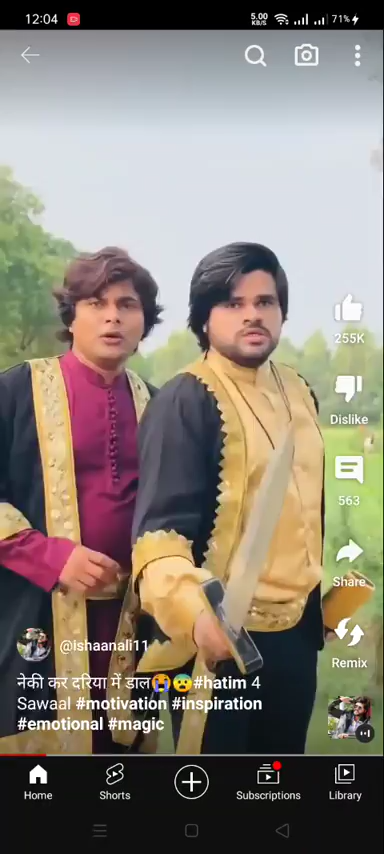 12:04 5.00 KB/S 71%
255K
Dislike
563
Share
Remix
@ishaanali11
नेकी कर दरिया में डाल😭😰#hatim 4
Sawaal #motivation #inspiration
#emotional #magic
Home Shorts Subscriptions Library